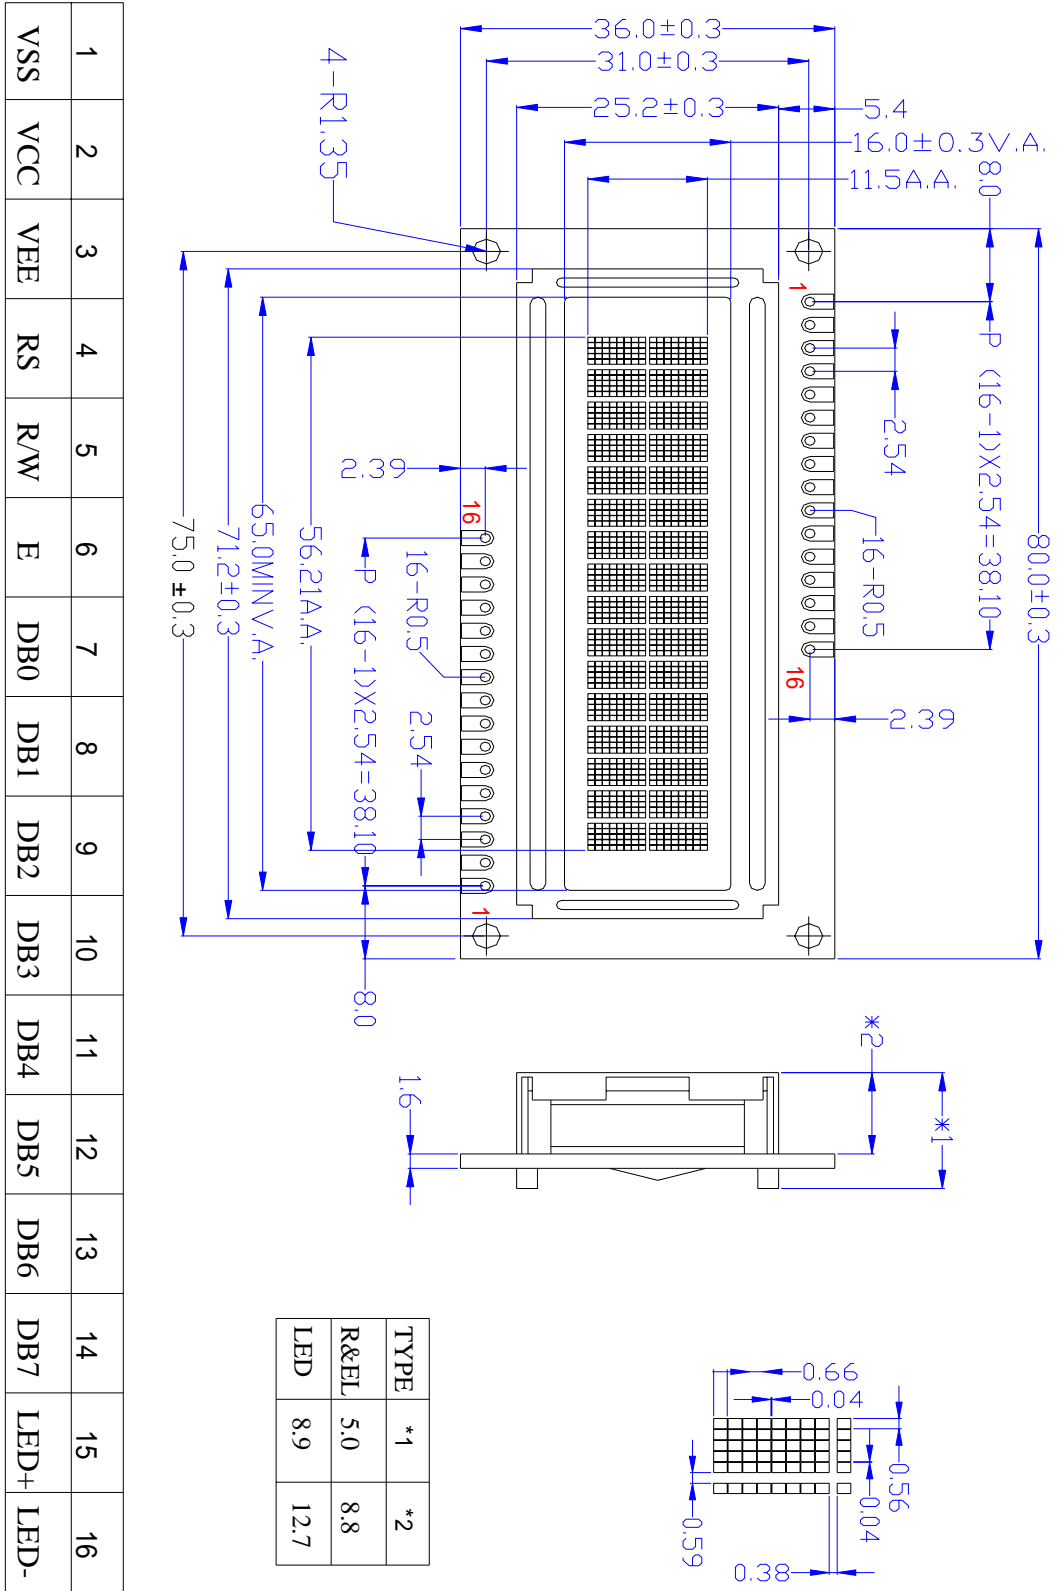 36.0±0.3
31.0±0.3
25.2±0.3
5.4
16.0±0.3V.A.
11.5A.A.
4-R1.35
8.0
P (16-1)X2.54=38.10
80.0±0.3
2.54
16-R0.5
2.39
1
16
2.39
16
1
16-R0.5
2.54
P (16-1)X2.54=38.10
8.0
56.21A.A.
65.0MINV.A.
71.2±0.3
75.0 ±0.3
*2
*1
1.6
0.66
0.04
0.56
0.04
0.59
0.38
TYPE *1 *2
R&EL 5.0 8.8
LED 8.9 12.7
1 2 3 4 5 6 7 8 9 10 11 12 13 14 15 16
VSS VCC VEE RS R/W E DB0 DB1 DB2 DB3 DB4 DB5 DB6 DB7 LED+ LED-